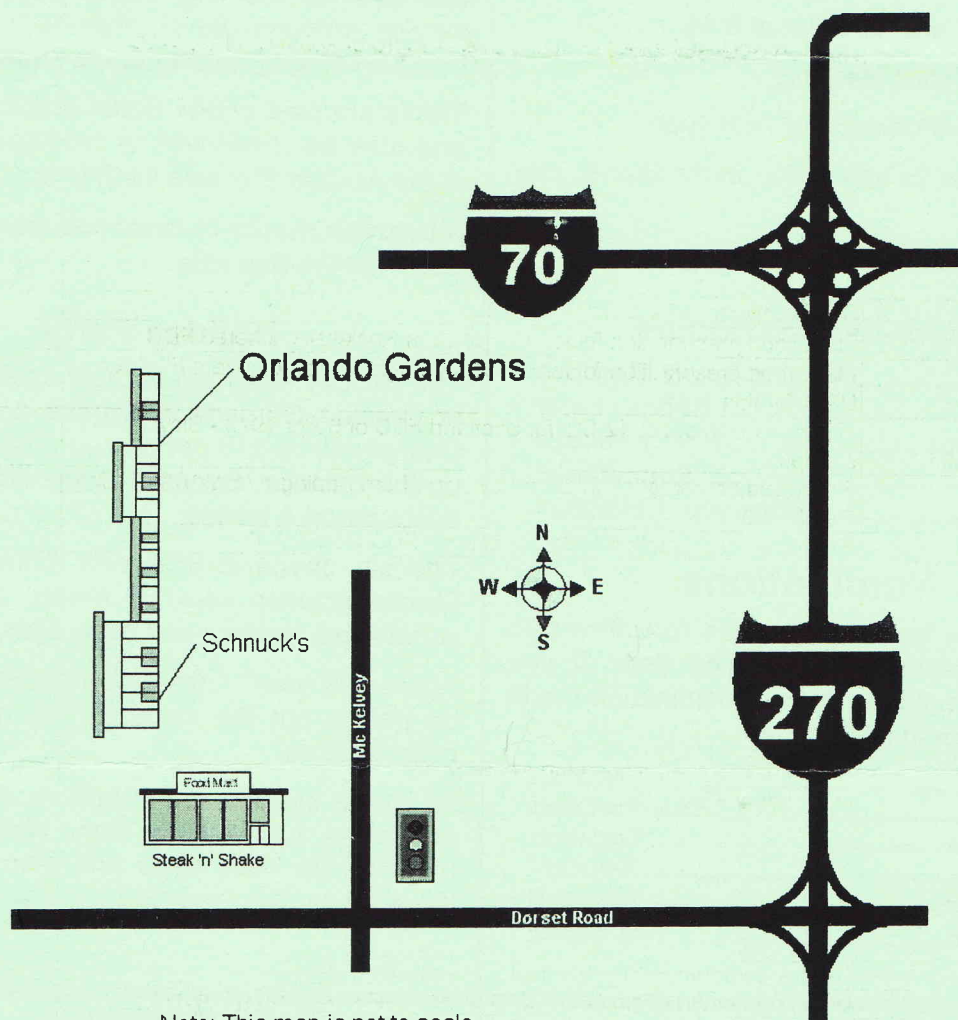 70
Orlando Gardens
N
W E
S
Schnuck's
270
Mc Kelvey
Food Mart
Steak 'n' Shake
Dorset Road
Note: This map is not to scale